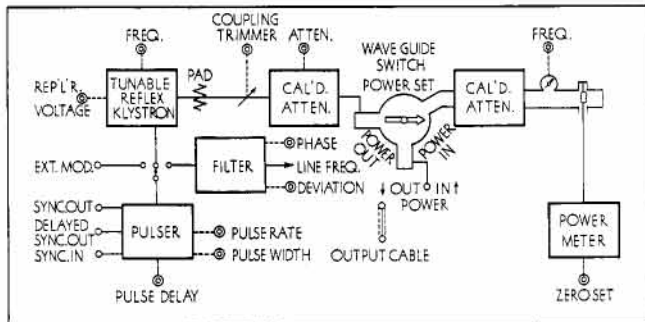 COUPLING
TRIMMER
FREQ.
ATTEN.
WAVE GUIDE
SWITCH
POWER SET
FREQ.
REP'L'R.
VOLTAGE
TUNABLE
REFLEX
KLYSTRON
PAD
CAL'D.
ATTEN.
CAL'D.
ATTEN.
POWER
OUT
POWER
IN
EXT. MOD.
FILTER
PHASE
LINE FREQ.
DEVIATION
OUT IN
POWER
SYNC.OUT
DELAYED
SYNC.OUT
SYNC.IN
PULSER
PULSE RATE
PULSE WIDTH
OUTPUT CABLE
POWER
METER
PULSE DELAY
ZERO SET